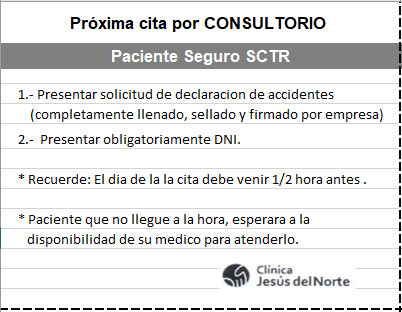 Próxima cita por CONSULTORIO
Paciente Seguro SCTR
1.- Presentar solicitud de declaracion de accidentes
(completamente llenado, sellado y firmado por empresa)
2.- Presentar obligatoriamente DNI.
* Recuerde: El dia de la la cita debe venir 1/2 hora antes .
* Paciente que no llegue a la hora, esperara a la
disponibilidad de su medico para atenderlo.
Clínica
Jesús del Norte